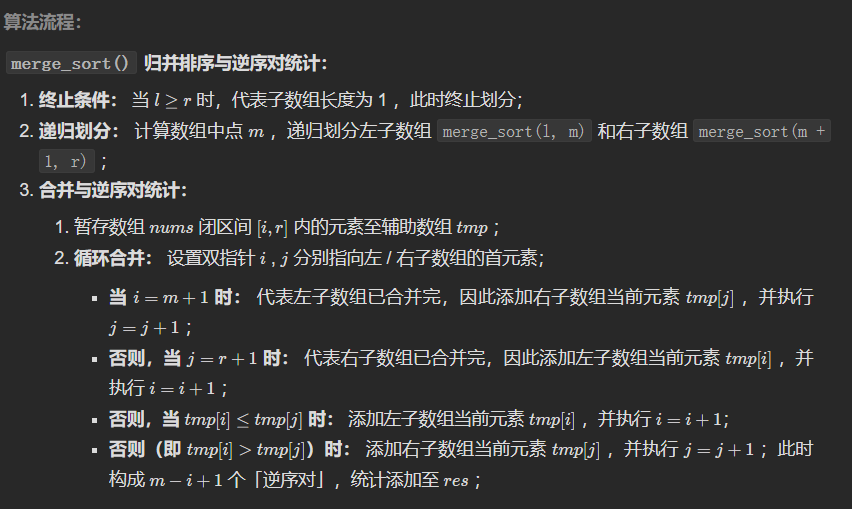 算法流程：
merge_sort() 归并排序与逆序对统计：
1. 终止条件： 当 l ≥ r 时，代表子数组长度为 1 ，此时终止划分；
2. 递归划分： 计算数组中点 m ，递归划分左子数组 merge_sort(l, m) 和右子数组 merge_sort(m +
l, r) ；
3. 合并与逆序对统计：
1. 暂存数组 nums 闭区间 [i, r] 内的元素至辅助数组 tmp ；
2. 循环合并： 设置双指针 i , j 分别指向左 / 右子数组的首元素；
▪ 当 i = m + 1 时： 代表左子数组已合并完，因此添加右子数组当前元素 tmp[j] ，并执行
j = j + 1 ；
▪ 否则，当 j = r + 1 时： 代表右子数组已合并完，因此添加左子数组当前元素 tmp[i] ，并
执行 i = i + 1 ；
▪ 否则，当 tmp[i] ≤ tmp[j] 时： 添加左子数组当前元素 tmp[i] ，并执行 i = i + 1；
▪ 否则（即 tmp[i] > tmp[j]）时： 添加右子数组当前元素 tmp[j] ，并执行 j = j + 1 ；此时
构成 m − i + 1 个「逆序对」，统计添加至 res ；